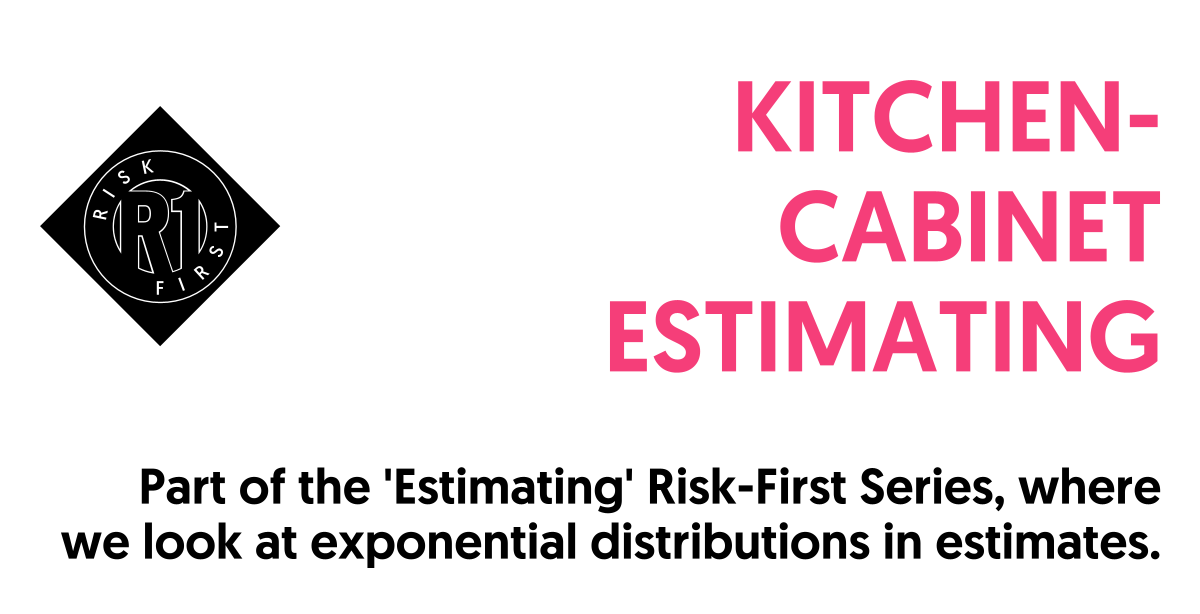 RISK
R1
FIRST
KITCHEN-
CABINET
ESTIMATING
Part of the 'Estimating' Risk-First Series, where
we look at exponential distributions in estimates.